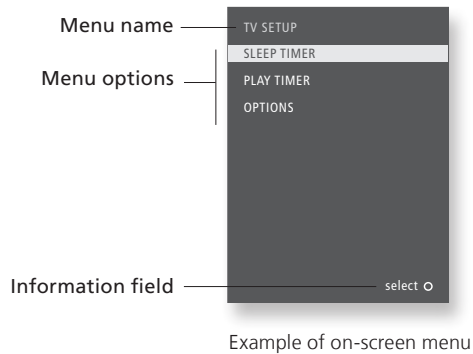 Menu name
TV SETUP
SLEEP TIMER
Menu options
PLAY TIMER
OPTIONS
Information field
select
Example of on-screen menu